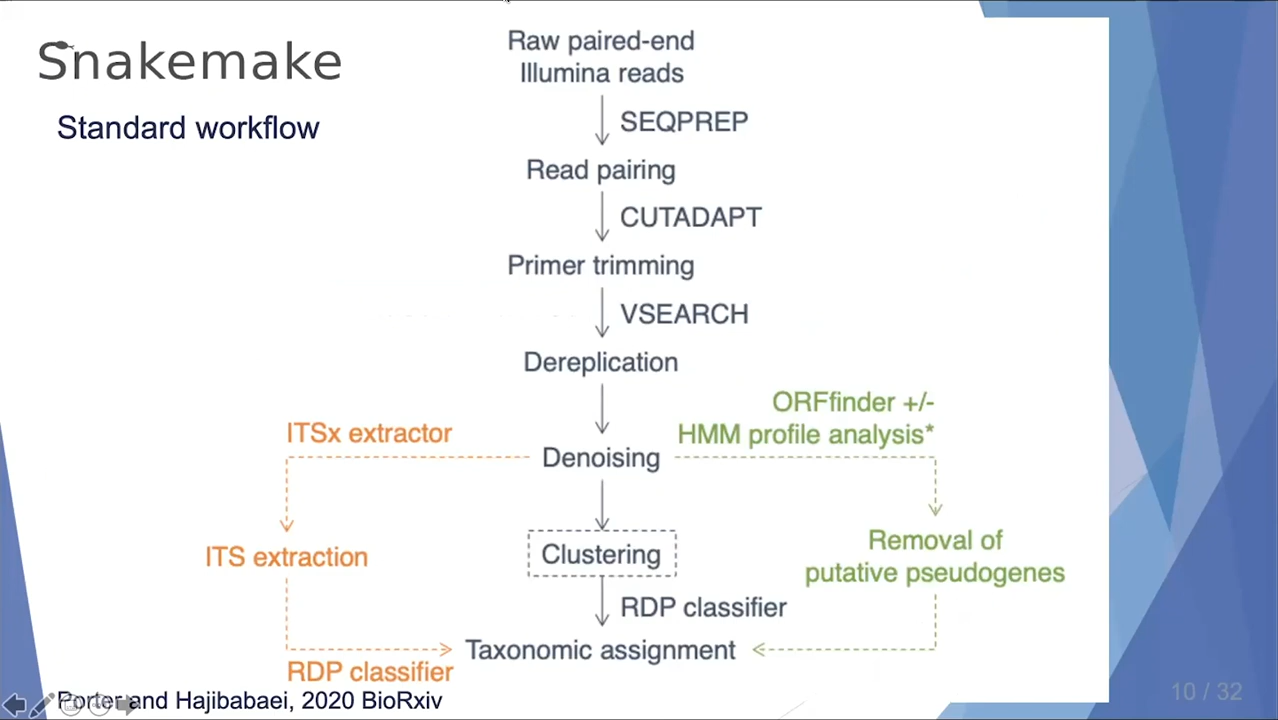 Snakemake
Standard workflow
Raw paired-end
Illumina reads
SEQPREP
Read pairing
CUTADAPT
Primer trimming
VSEARCH
Dereplication
ORFfinder +/-
HMM profile analysis*
ITSx extractor
Denoising
ITS extraction
Clustering
Removal of
putative pseudogenes
RDP classifier
Taxonomic assignment
RDP classifier
Porter and Hajibabaei, 2020 BioRxiv
10 / 32